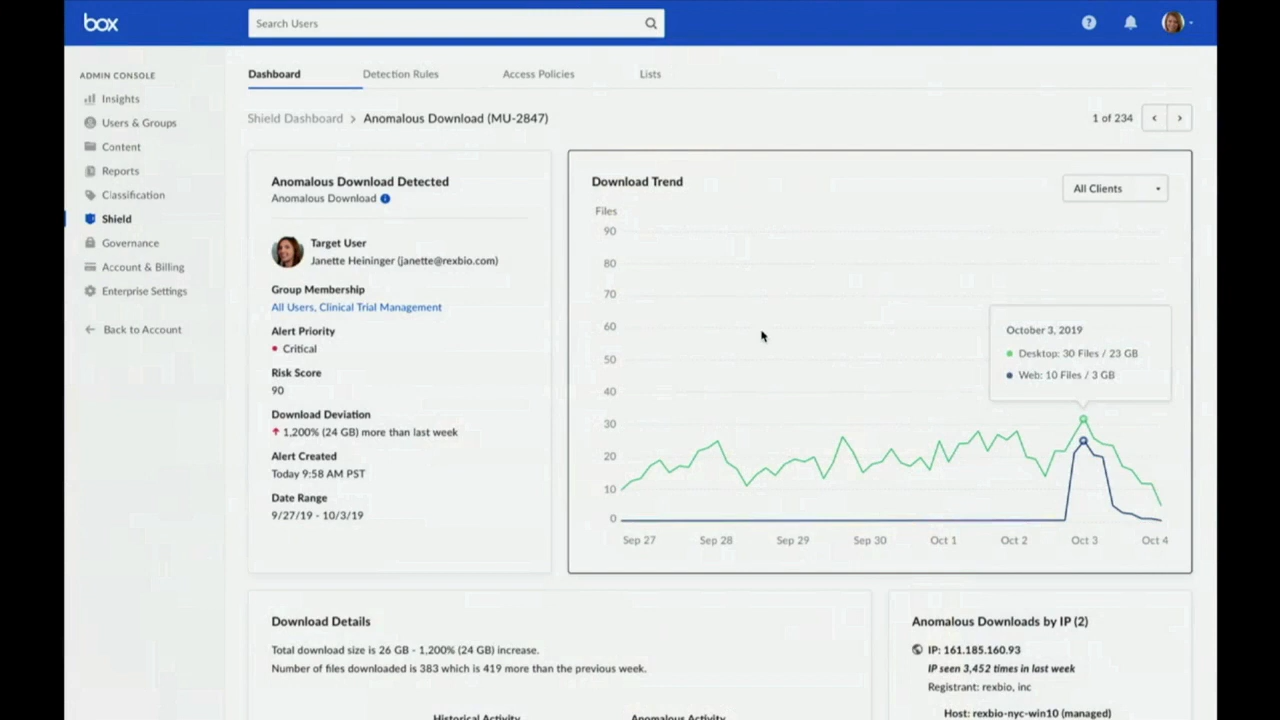 box
Search Users
?
ADMIN CONSOLE
Insights
Users & Groups
Content
Reports
Classification
Shield
Governance
Account & Billing
Enterprise Settings
Back to Account
Dashboard
Detection Rules
Access Policies
Lists
Shield Dashboard > Anomalous Download (MU-2847)
1 of 234
< >
Anomalous Download Detected
Anomalous Download
Target User
Janette Heininger (janette@rexbio.com)
Group Membership
All Users, Clinical Trial Management
Alert Priority
Critical
Risk Score
90
Download Deviation
1,200% (24 GB) more than last week
Alert Created
Today 9:58 AM PST
Date Range
9/27/19 - 10/3/19
Download Trend
All Clients
Files
90
80
70
60
50
40
30
20
10
0
October 3, 2019
Desktop: 30 Files / 23 GB
Web: 10 Files / 3 GB
Sep 27 Sep 28 Sep 29 Sep 30 Oct 1 Oct 2 Oct 3 Oct 4
Download Details
Total download size is 26 GB - 1,200% (24 GB) increase.
Number of files downloaded is 383 which is 419 more than the previous week.
Historical Activity
Anomalous Activity
Anomalous Downloads by IP (2)
IP: 161.185.160.93
IP seen 3,452 times in last week
Registrant: rexbio, inc
Host: rexbio-nyc-win10 (managed)